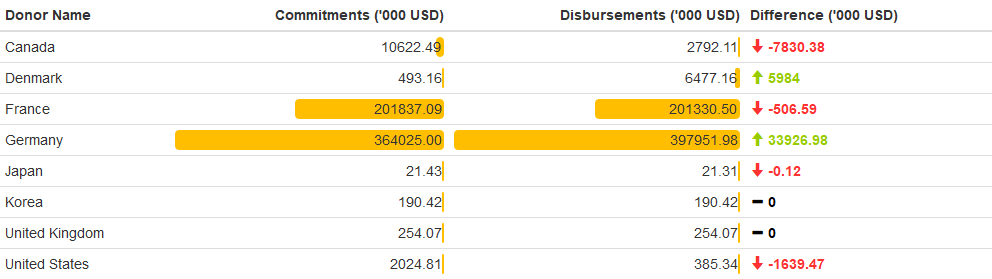 Donor Name Commitments ('000 USD) Disbursements ('000 USD) Difference ('000 USD)
Canada 10622.49 2792.11 -7830.38
Denmark 493.16 6477.16 5984
France 201837.09 201330.50 -506.59
Germany 364025.00 397951.98 33926.98
Japan 21.43 21.31 -0.12
Korea 190.42 190.42 0
United Kingdom 254.07 254.07 0
United States 2024.81 385.34 -1639.47